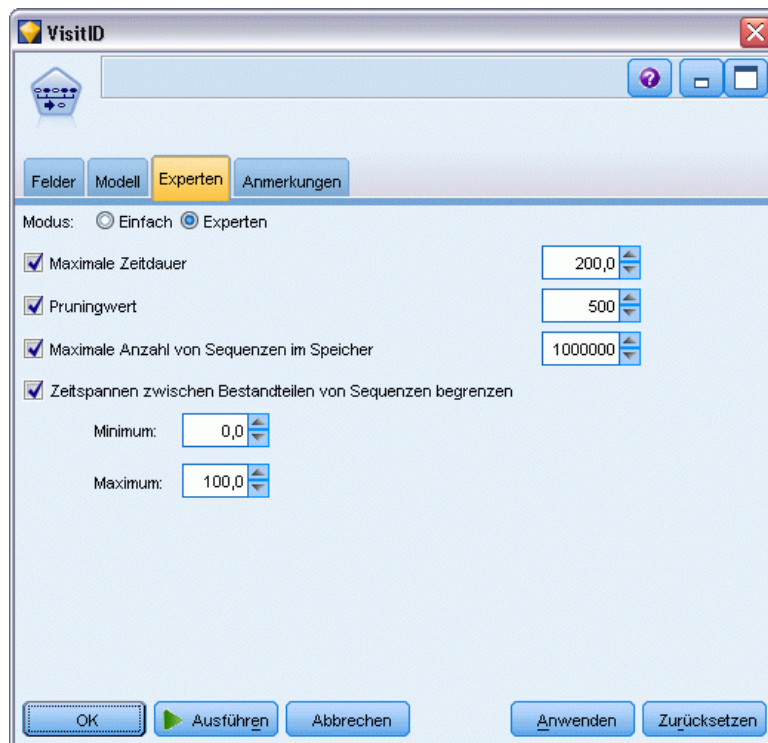 VisitID
Felder Modell Experten Anmerkungen
Modus: Einfach Experten
Maximale Zeitdauer 200,0
Pruningwert 500
Maximale Anzahl von Sequenzen im Speicher 1000000
Zeitspannen zwischen Bestandteilen von Sequenzen begrenzen
Minimum: 0,0
Maximum: 100,0
OK Ausführen Abbrechen Anwenden Zurücksetzen